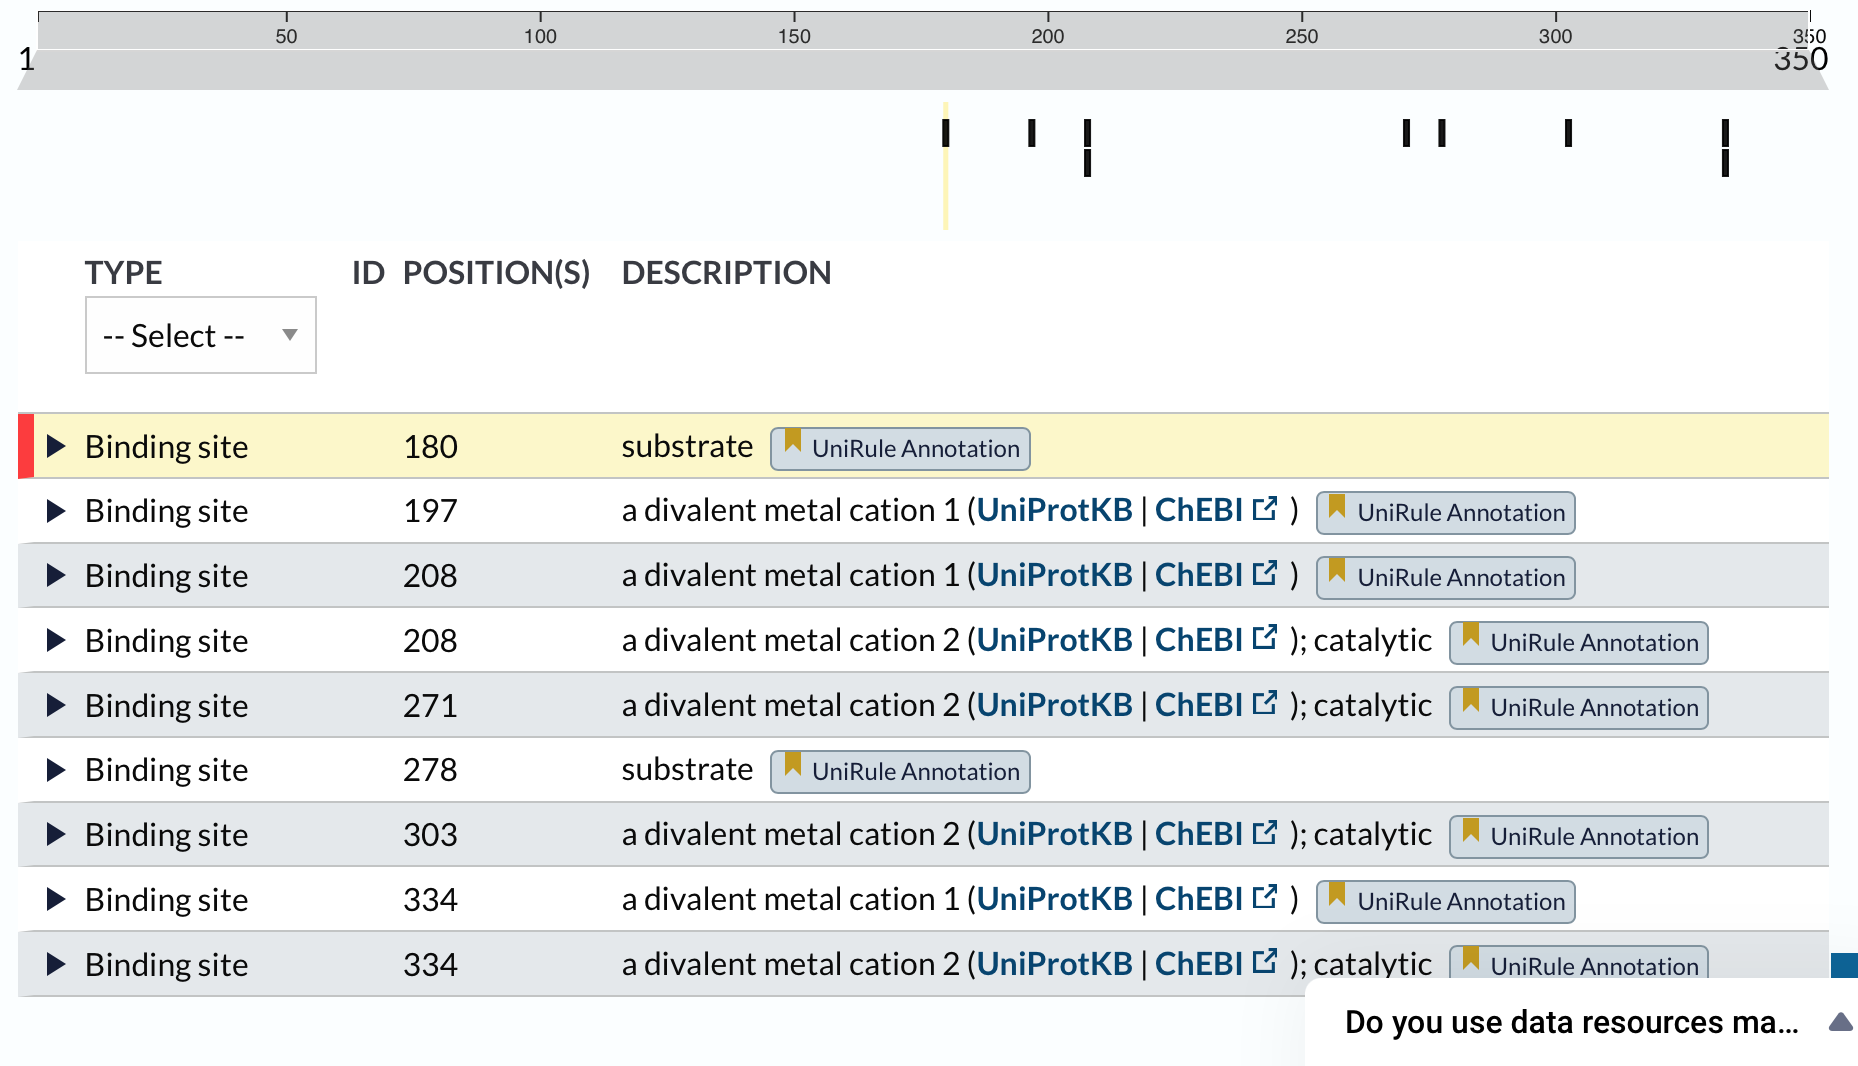 50 100 150 200 250 300 350
1 350
TYPE ID POSITION(S) DESCRIPTION
-- Select --
Binding site 180 substrate UniRule Annotation
Binding site 197 a divalent metal cation 1 (UniProtKB | ChEBI ) UniRule Annotation
Binding site 208 a divalent metal cation 1 (UniProtKB | ChEBI ) UniRule Annotation
Binding site 208 a divalent metal cation 2 (UniProtKB | ChEBI ); catalytic UniRule Annotation
Binding site 271 a divalent metal cation 2 (UniProtKB | ChEBI ); catalytic UniRule Annotation
Binding site 278 substrate UniRule Annotation
Binding site 303 a divalent metal cation 2 (UniProtKB | ChEBI ); catalytic UniRule Annotation
Binding site 334 a divalent metal cation 1 (UniProtKB | ChEBI ) UniRule Annotation
Binding site 334 a divalent metal cation 2 (UniProtKB | ChEBI ); catalytic UniRule Annotation
Do you use data resources ma...